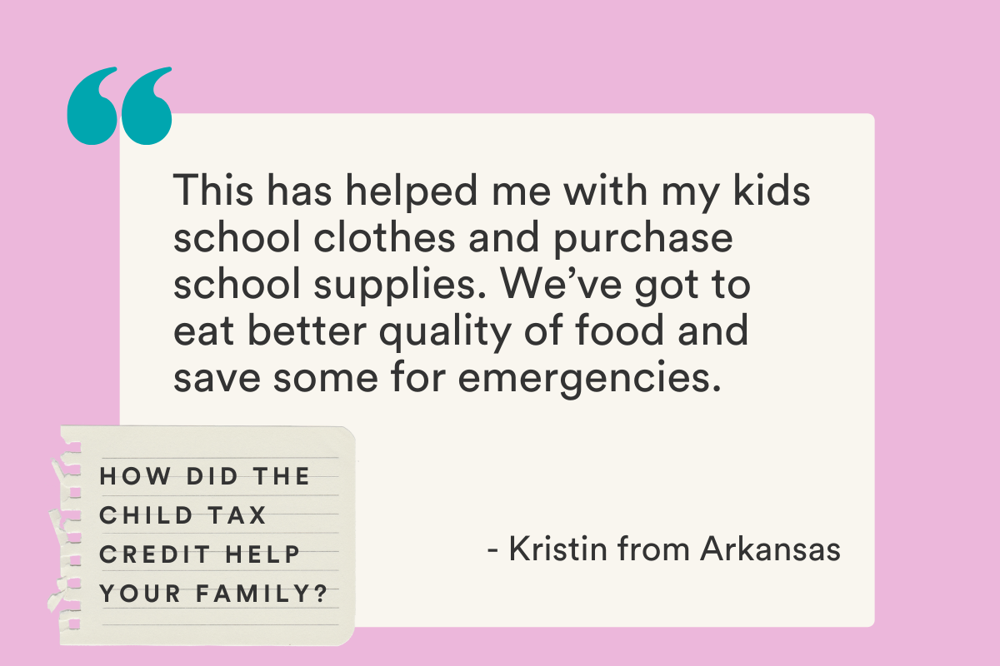 This has helped me with my kids
school clothes and purchase
school supplies. We’ve got to
eat better quality of food and
save some for emergencies.
HOW DID THE
CHILD TAX
CREDIT HELP
YOUR FAMILY?
- Kristin from Arkansas